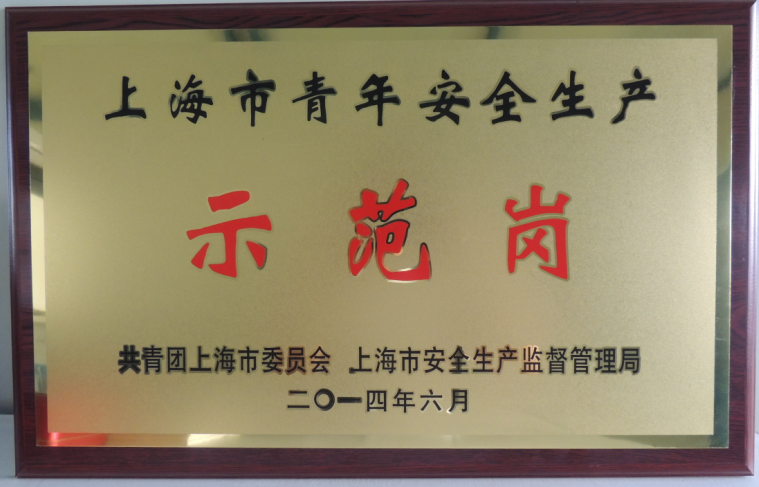 上海市青年安全生产
示范岗
共青团上海市委员会 上海市安全生产监督管理局
二〇一四年六月